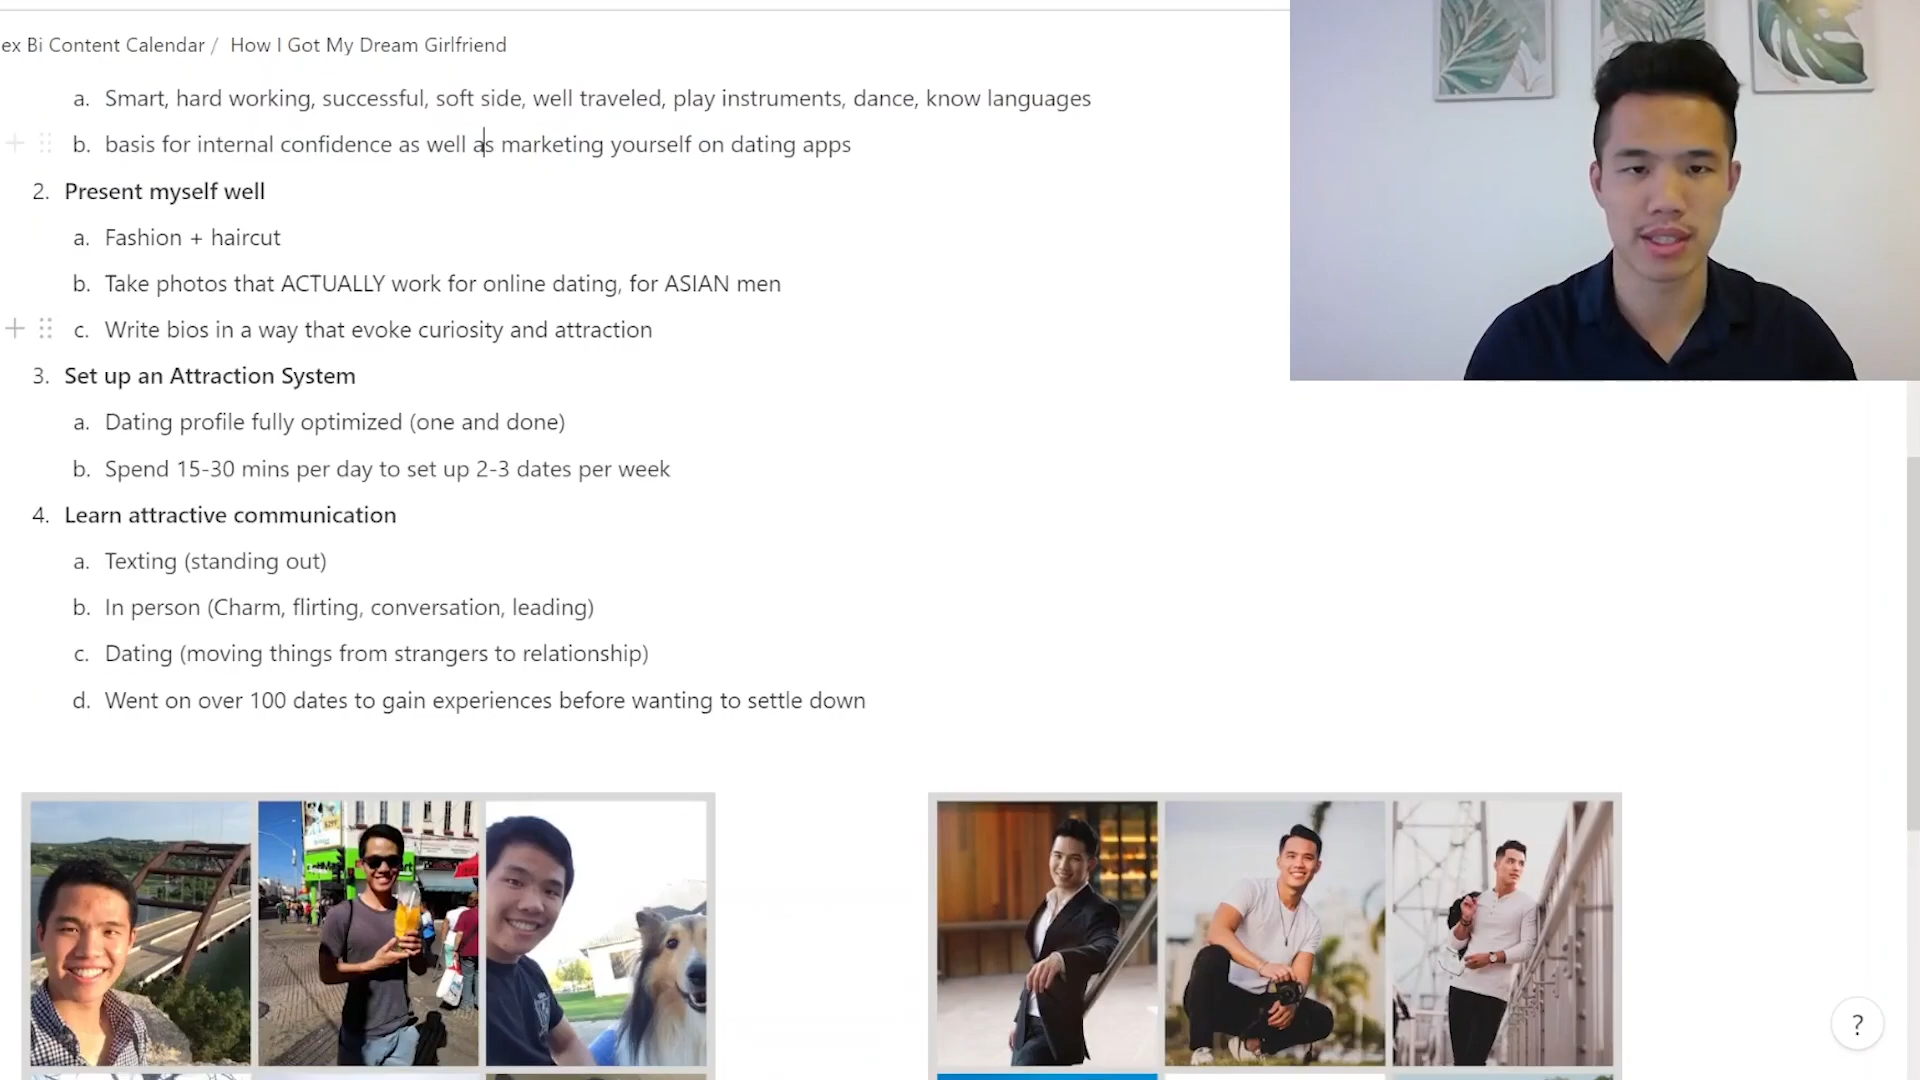 ex Bi Content Calendar / How I Got My Dream Girlfriend
a. Smart, hard working, successful, soft side, well traveled, play instruments, dance, know languages
b. basis for internal confidence as well as marketing yourself on dating apps
2. Present myself well
a. Fashion + haircut
b. Take photos that ACTUALLY work for online dating, for ASIAN men
c. Write bios in a way that evoke curiosity and attraction
3. Set up an Attraction System
a. Dating profile fully optimized (one and done)
b. Spend 15-30 mins per day to set up 2-3 dates per week
4. Learn attractive communication
a. Texting (standing out)
b. In person (Charm, flirting, conversation, leading)
c. Dating (moving things from strangers to relationship)
d. Went on over 100 dates to gain experiences before wanting to settle down
?